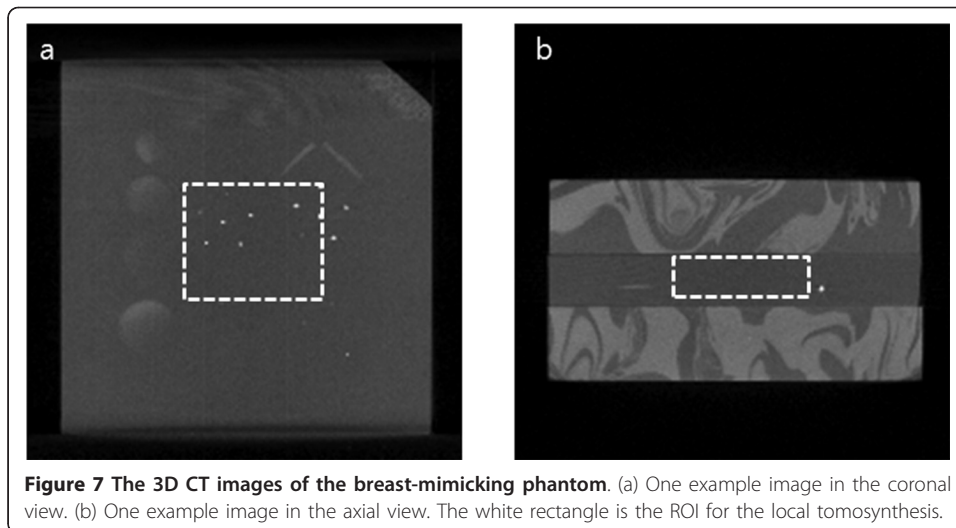 a
b
Figure 7 The 3D CT images of the breast-mimicking phantom. (a) One example image in the coronal
view. (b) One example image in the axial view. The white rectangle is the ROI for the local tomosynthesis.